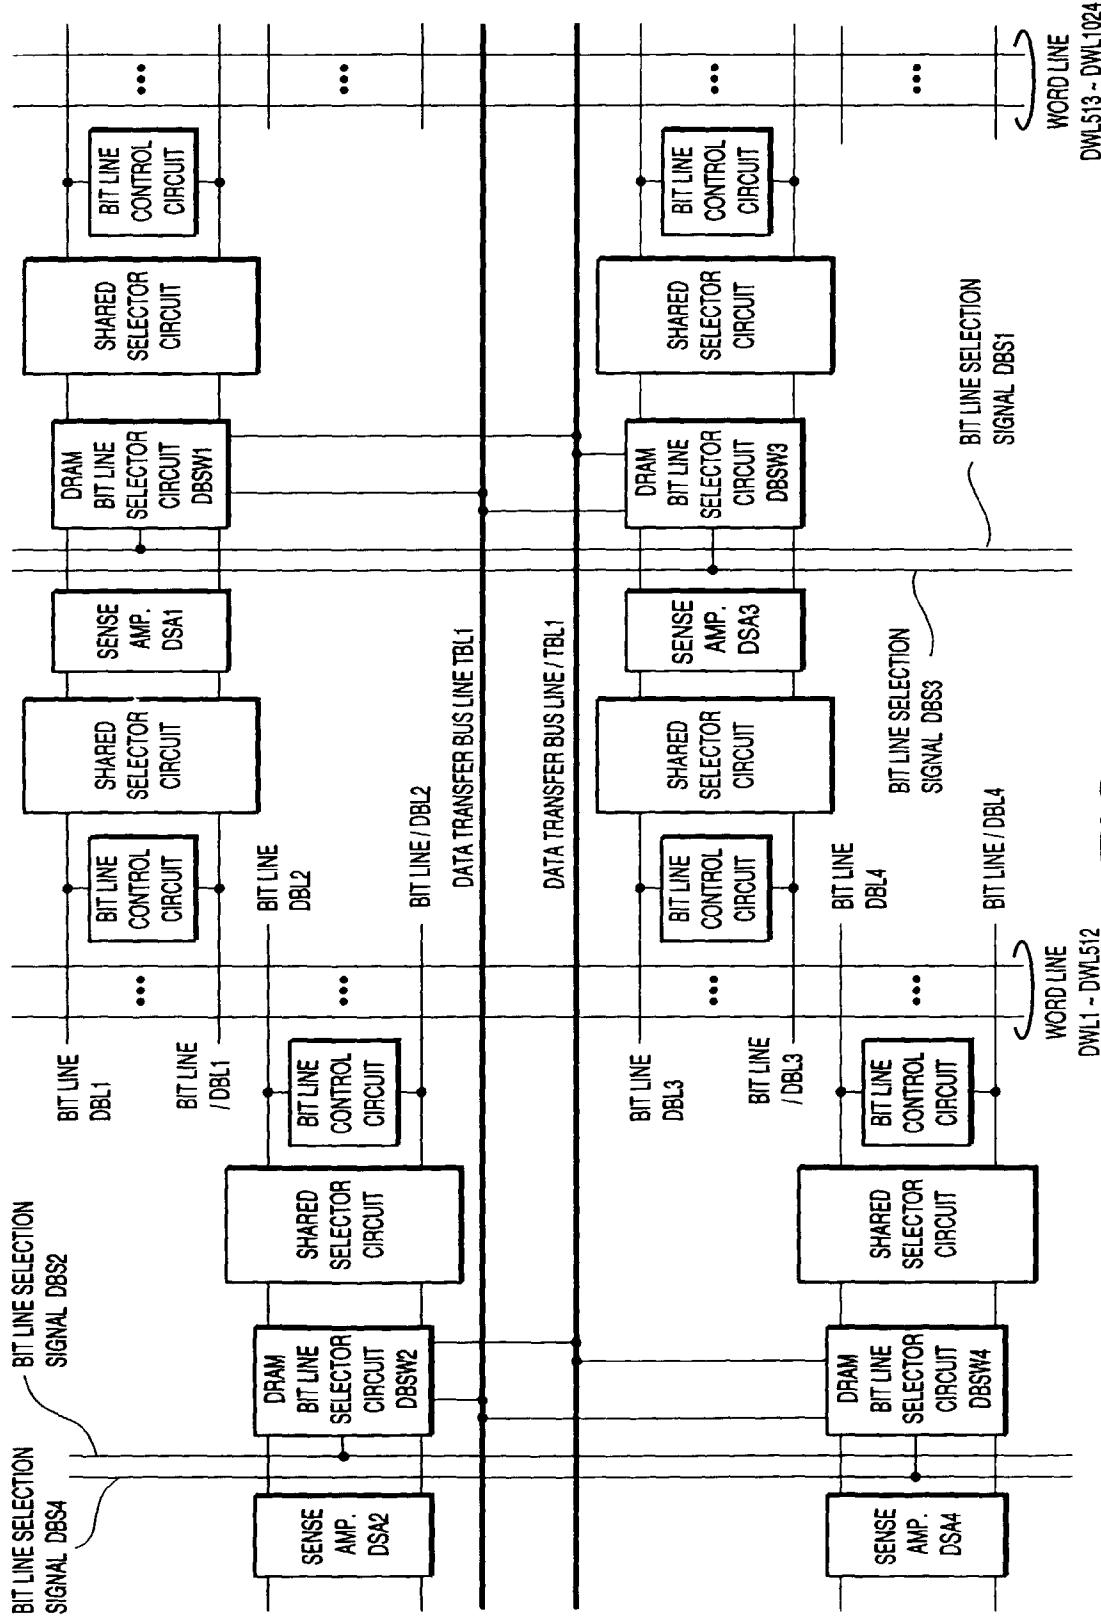 BIT LINE SELECTION
SIGNAL DBS4
BIT LINE SELECTION
SIGNAL DBS2
SENSE
AMP.
DSA2
DRAM
BIT LINE
SELECTOR
CIRCUIT
DBSW2
SHARED
SELECTOR
CIRCUIT
BIT LINE
CONTROL
CIRCUIT
BIT LINE
DBL1
BIT LINE
/ DBL1
BIT LINE
CONTROL
CIRCUIT
BIT LINE
DBL2
BIT LINE / DBL2
SHARED
SELECTOR
CIRCUIT
SENSE
AMP.
DSA1
DRAM
BIT LINE
SELECTOR
CIRCUIT
DBSW1
SHARED
SELECTOR
CIRCUIT
BIT LINE
CONTROL
CIRCUIT
DATA TRANSFER BUS LINE TBL1
DATA TRANSFER BUS LINE / TBL1
SENSE
AMP.
DSA4
DRAM
BIT LINE
SELECTOR
CIRCUIT
DBSW4
SHARED
SELECTOR
CIRCUIT
BIT LINE
CONTROL
CIRCUIT
BIT LINE
DBL3
BIT LINE
/ DBL3
BIT LINE
CONTROL
CIRCUIT
BIT LINE
DBL4
BIT LINE / DBL4
SHARED
SELECTOR
CIRCUIT
SENSE
AMP.
DSA3
DRAM
BIT LINE
SELECTOR
CIRCUIT
DBSW3
SHARED
SELECTOR
CIRCUIT
BIT LINE
CONTROL
CIRCUIT
BIT LINE SELECTION
SIGNAL DBS3
BIT LINE SELECTION
SIGNAL DBS1
WORD LINE
DWL1 ~ DWL512
WORD LINE
DWL513 ~ DWL1024